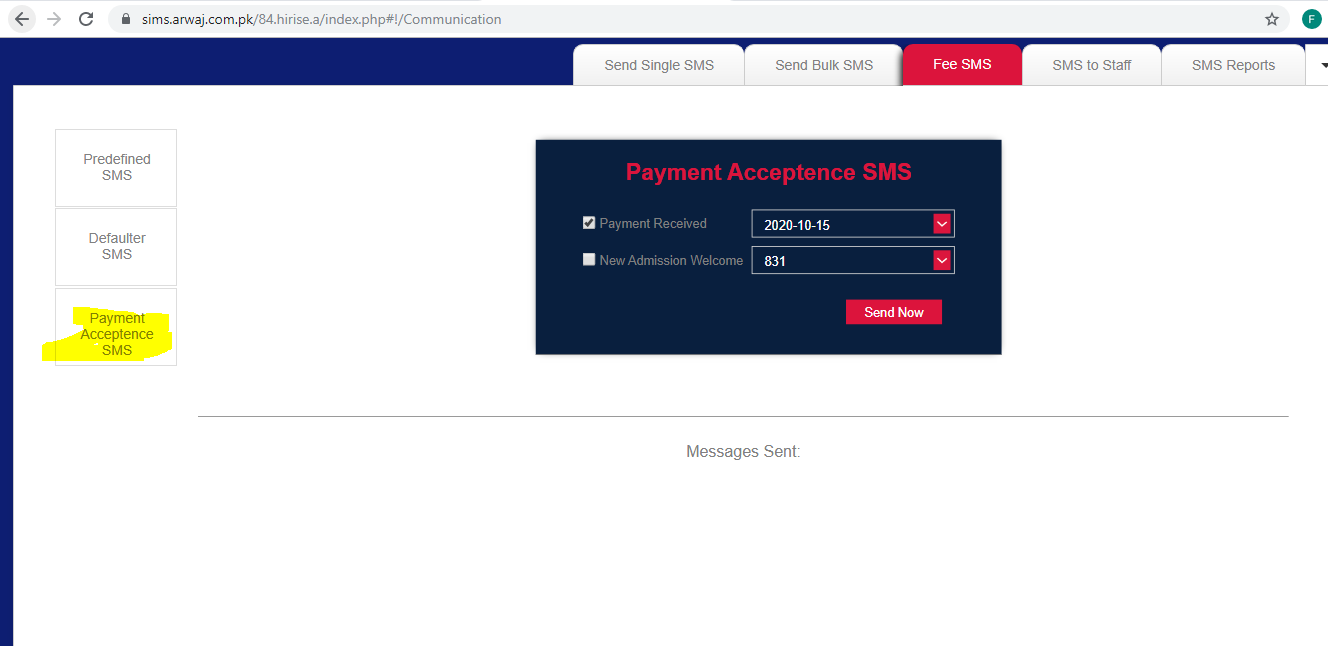 sims.arwaj.com.pk/84.hirise.a/index.php#!/Communication
F
Send Single SMS
Send Bulk SMS
Fee SMS
SMS to Staff
SMS Reports
Predefined
SMS
Defaulter
SMS
Payment
Acceptence
SMS
Payment Acceptence SMS
Payment Received
2020-10-15
New Admission Welcome
831
Send Now
Messages Sent: